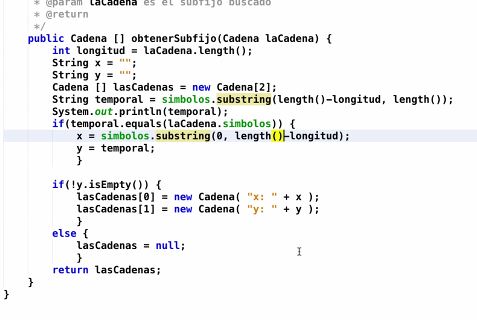 * @param laCadena es el subfijo buscado
* @return
*/
public Cadena [] obtenerSubfijo(Cadena laCadena) {
int longitud = laCadena.length();
String x = "";
String y = "";
Cadena [] lasCadenas = new Cadena[2];
String temporal = simbolos.substring(length()-longitud, length());
System.out.println(temporal);
if(temporal.equals(laCadena.simbolos)) {
x = simbolos.substring(0, length()-longitud);
y = temporal;
}
if(!y.isEmpty()) {
lasCadenas[0] = new Cadena( "x: " + x );
lasCadenas[1] = new Cadena( "y: " + y );
}
else {
lasCadenas = null;
}
return lasCadenas;
}
}